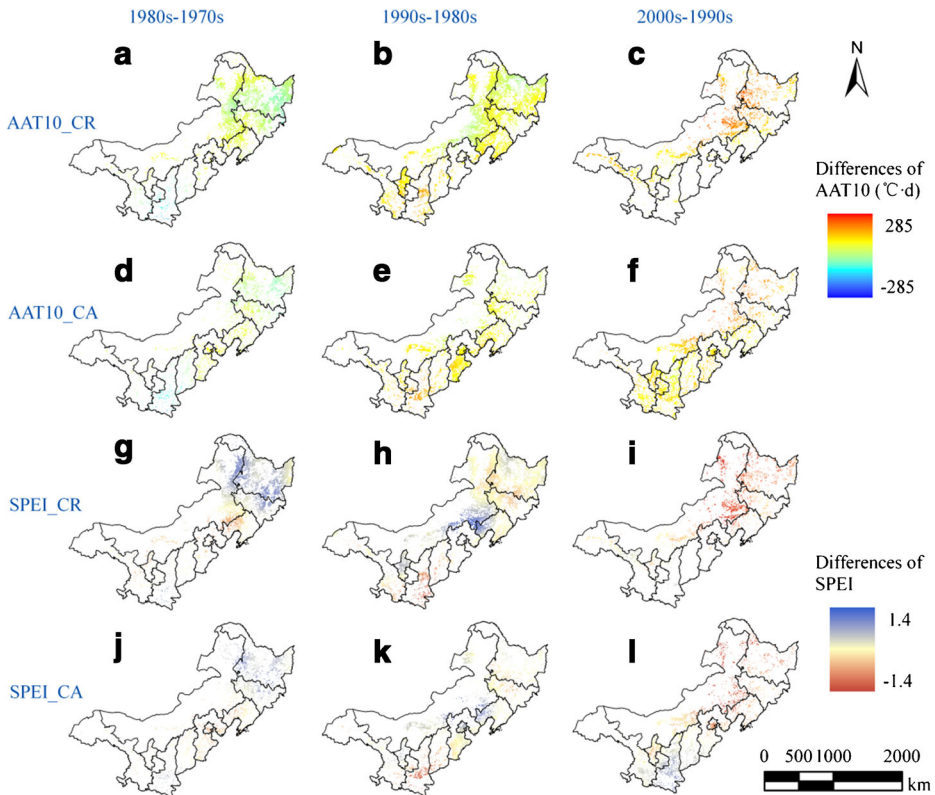 1980s-1970s 1990s-1980s 2000s-1990s
a b c N
AAT10_CR
Differences of
AAT10 (℃·d)
285
-285
d e f
AAT10_CA
g h i
SPEI_CR
Differences of
SPEI
1.4
-1.4
j k l
SPEI_CA
0 500 1000 2000
km